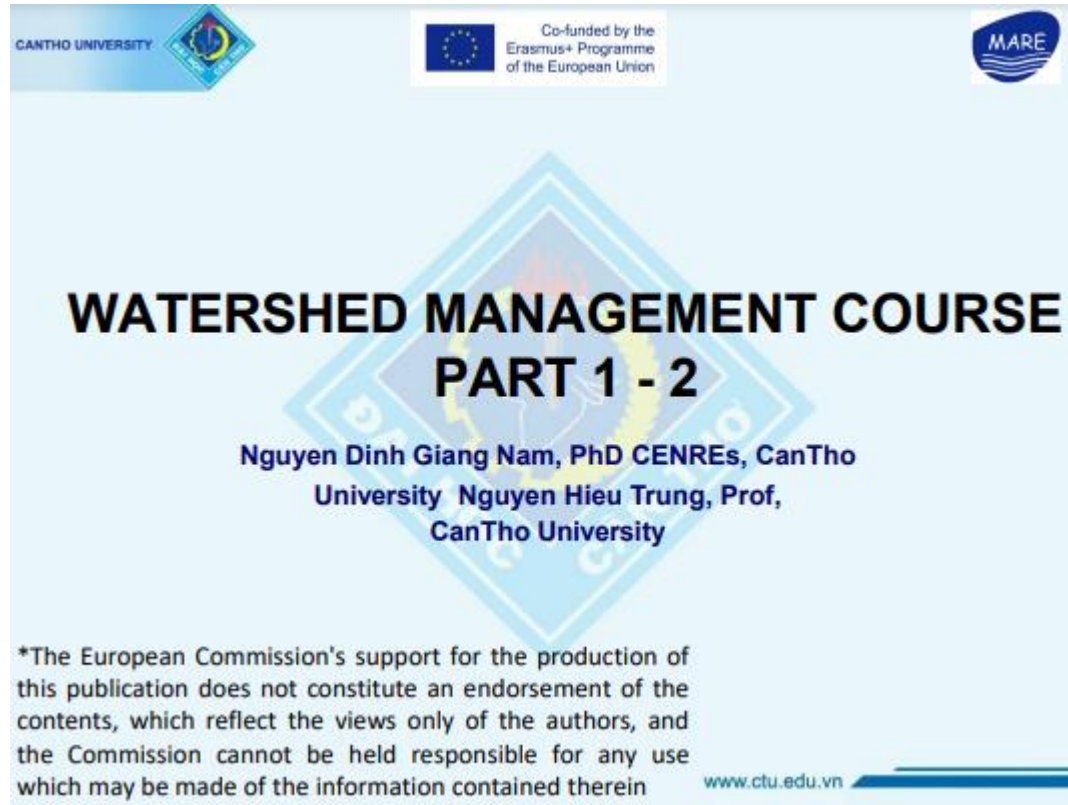 CANTHO UNIVERSITY
ĐẠI HỌC CẦN THƠ
Co-funded by the
Erasmus+ Programme
of the European Union
MARE
WATERSHED MANAGEMENT COURSE
PART 1 - 2
Nguyen Dinh Giang Nam, PhD CENREs, CanTho
University Nguyen Hieu Trung, Prof,
CanTho University
*The European Commission's support for the production of
this publication does not constitute an endorsement of the
contents, which reflect the views only of the authors, and
the Commission cannot be held responsible for any use
which may be made of the information contained therein
www.ctu.edu.vn